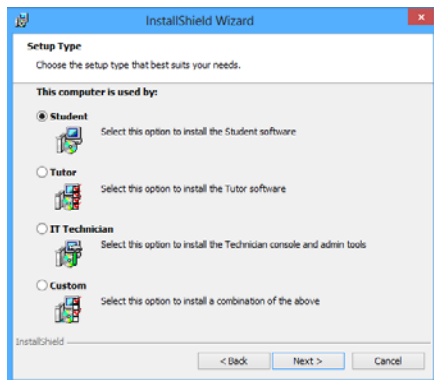 InstallShield Wizard
Setup Type
Choose the setup type that best suits your needs.
This computer is used by:
Student
Select this option to install the Student software
Tutor
Select this option to install the Tutor software
IT Technician
Select this option to install the Technician console and admin tools
Custom
Select this option to install a combination of the above
InstallShield
< Back Next > Cancel